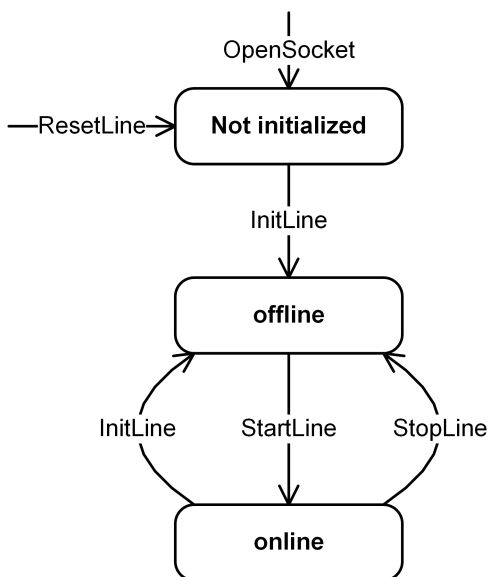 OpenSocket
ResetLine
Not initialized
InitLine
offline
InitLine
StartLine
StopLine
online